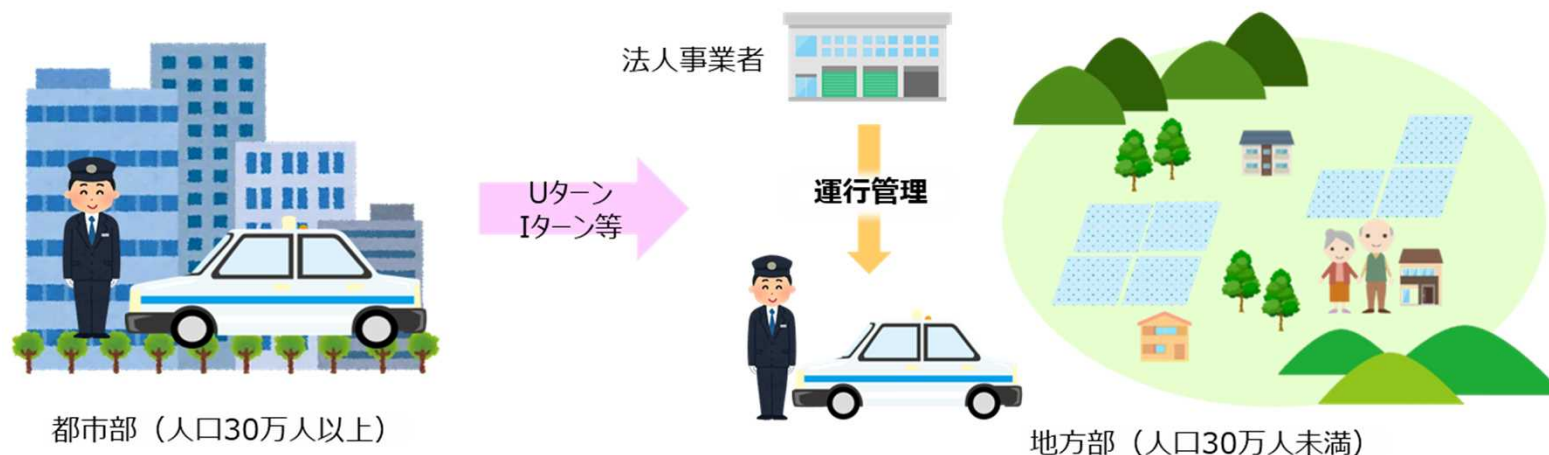 法人事業者
Uターン
Iターン等
運行管理
都市部（人口30万人以上）
地方部（人口30万人未満）